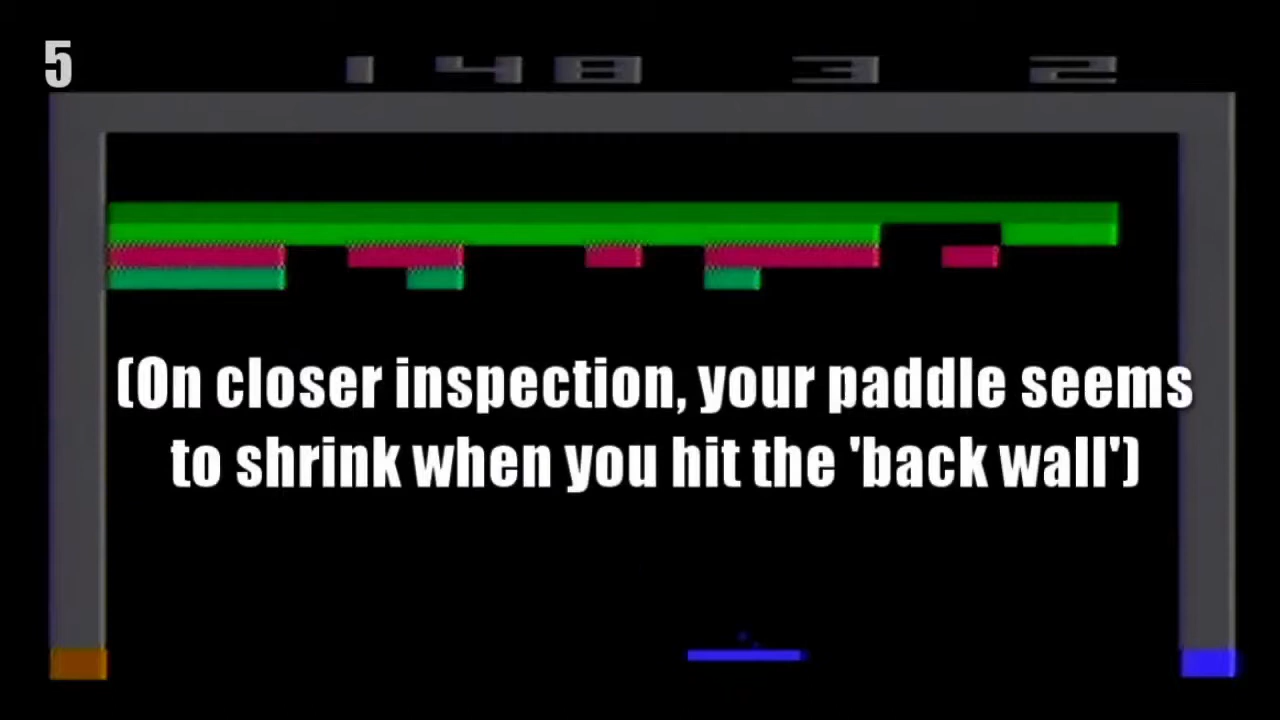 5
148 3 2
(On closer inspection, your paddle seems
to shrink when you hit the 'back wall')